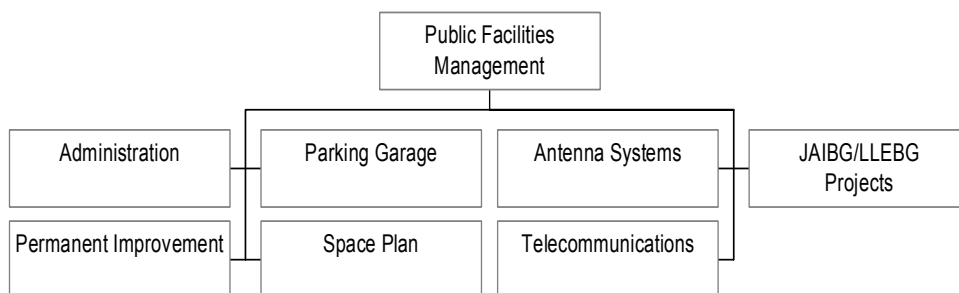 Public Facilities
Management
Administration
Parking Garage
Antenna Systems
JAIBG/LLEBG
Projects
Permanent Improvement
Space Plan
Telecommunications